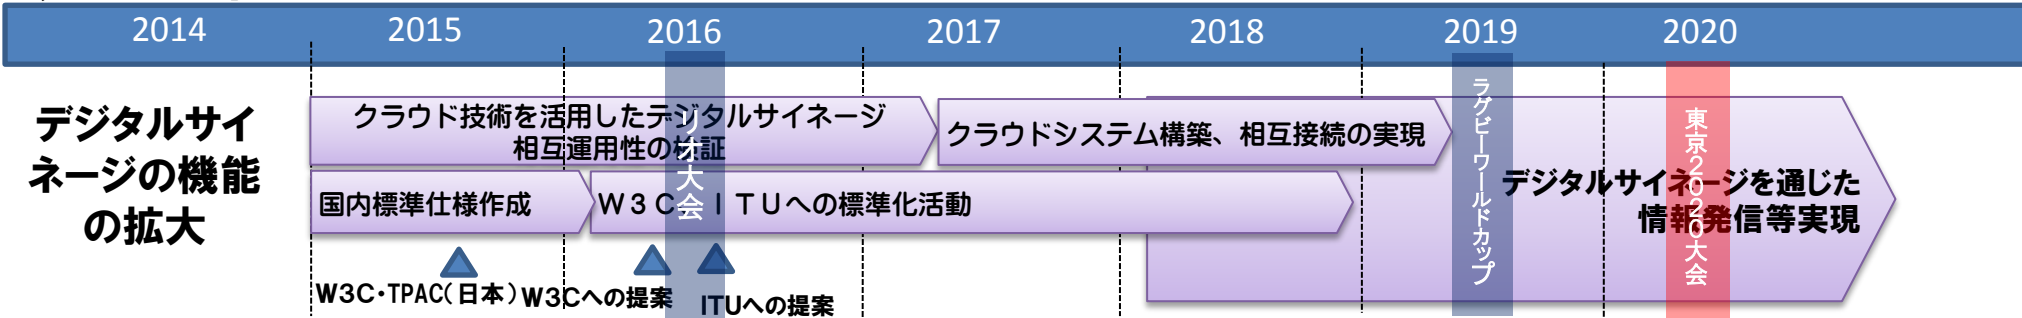 2014 2015 2016 2017 2018 2019 2020
デジタルサイ
ネージの機能
の拡大
クラウド技術を活用したデジタルサイネージ
相互運用性の検証
クラウドシステム構築、相互接続の実現
国内標準仕様作成
W3C、ITUへの標準化活動
デジタルサイネージを通じた
情報発信等実現
リオ大会
ラグビーワールドカップ
東京2020大会
W3C・TPAC(日本)
W3Cへの提案
ITUへの提案